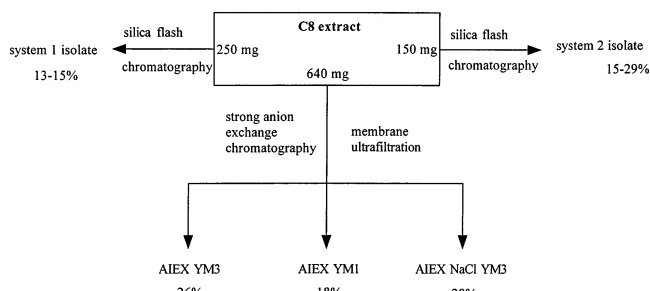 C8 extract
silica flash
system 1 isolate
chromatography
13-15%
250 mg
150 mg
640 mg
silica flash
system 2 isolate
chromatography
15-29%
strong anion
exchange
chromatography
membrane
ultrafiltration
AIEX YM3
AIEX YM1
AIEX NaCl YM3
18%